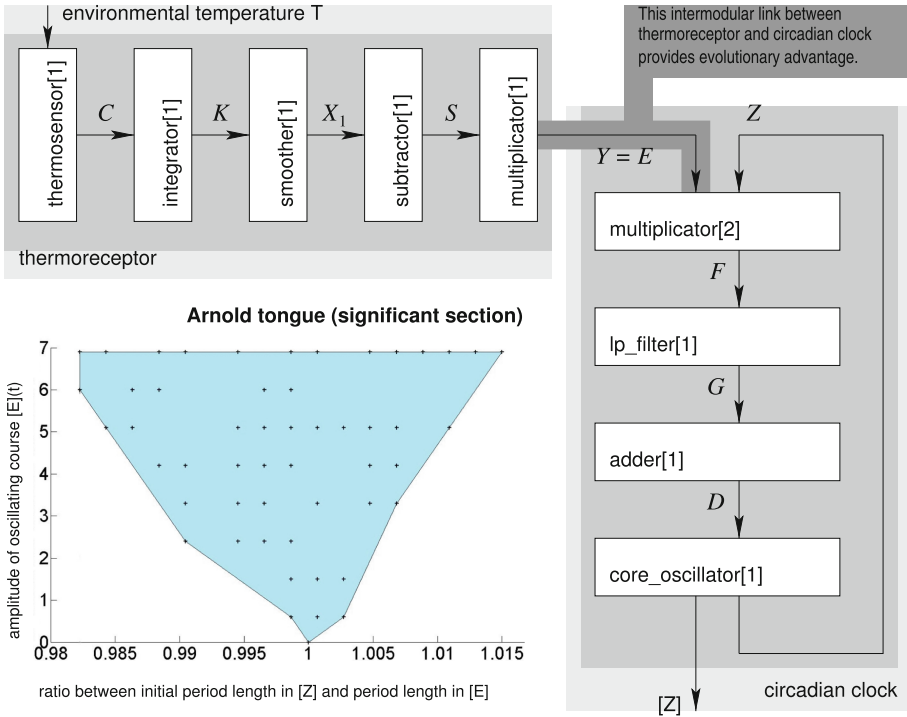 environmental temperature T
This intermodular link between
thermoreceptor and circadian clock
provides evolutionary advantage.
thermosensor[1]
C
integrator[1]
K
smoother[1]
X1
subtractor[1]
S
multiplicator[1]
Y = E
Z
thermoreceptor
multiplicator[2]
F
lp_filter[1]
G
adder[1]
D
core_oscillator[1]
[Z]
circadian clock
Arnold tongue (significant section)
amplitude of oscillating course [E](t)
7
6
5
4
3
2
1
0
0.98 0.985 0.99 0.995 1 1.005 1.01 1.015
ratio between initial period length in [Z] and period length in [E]